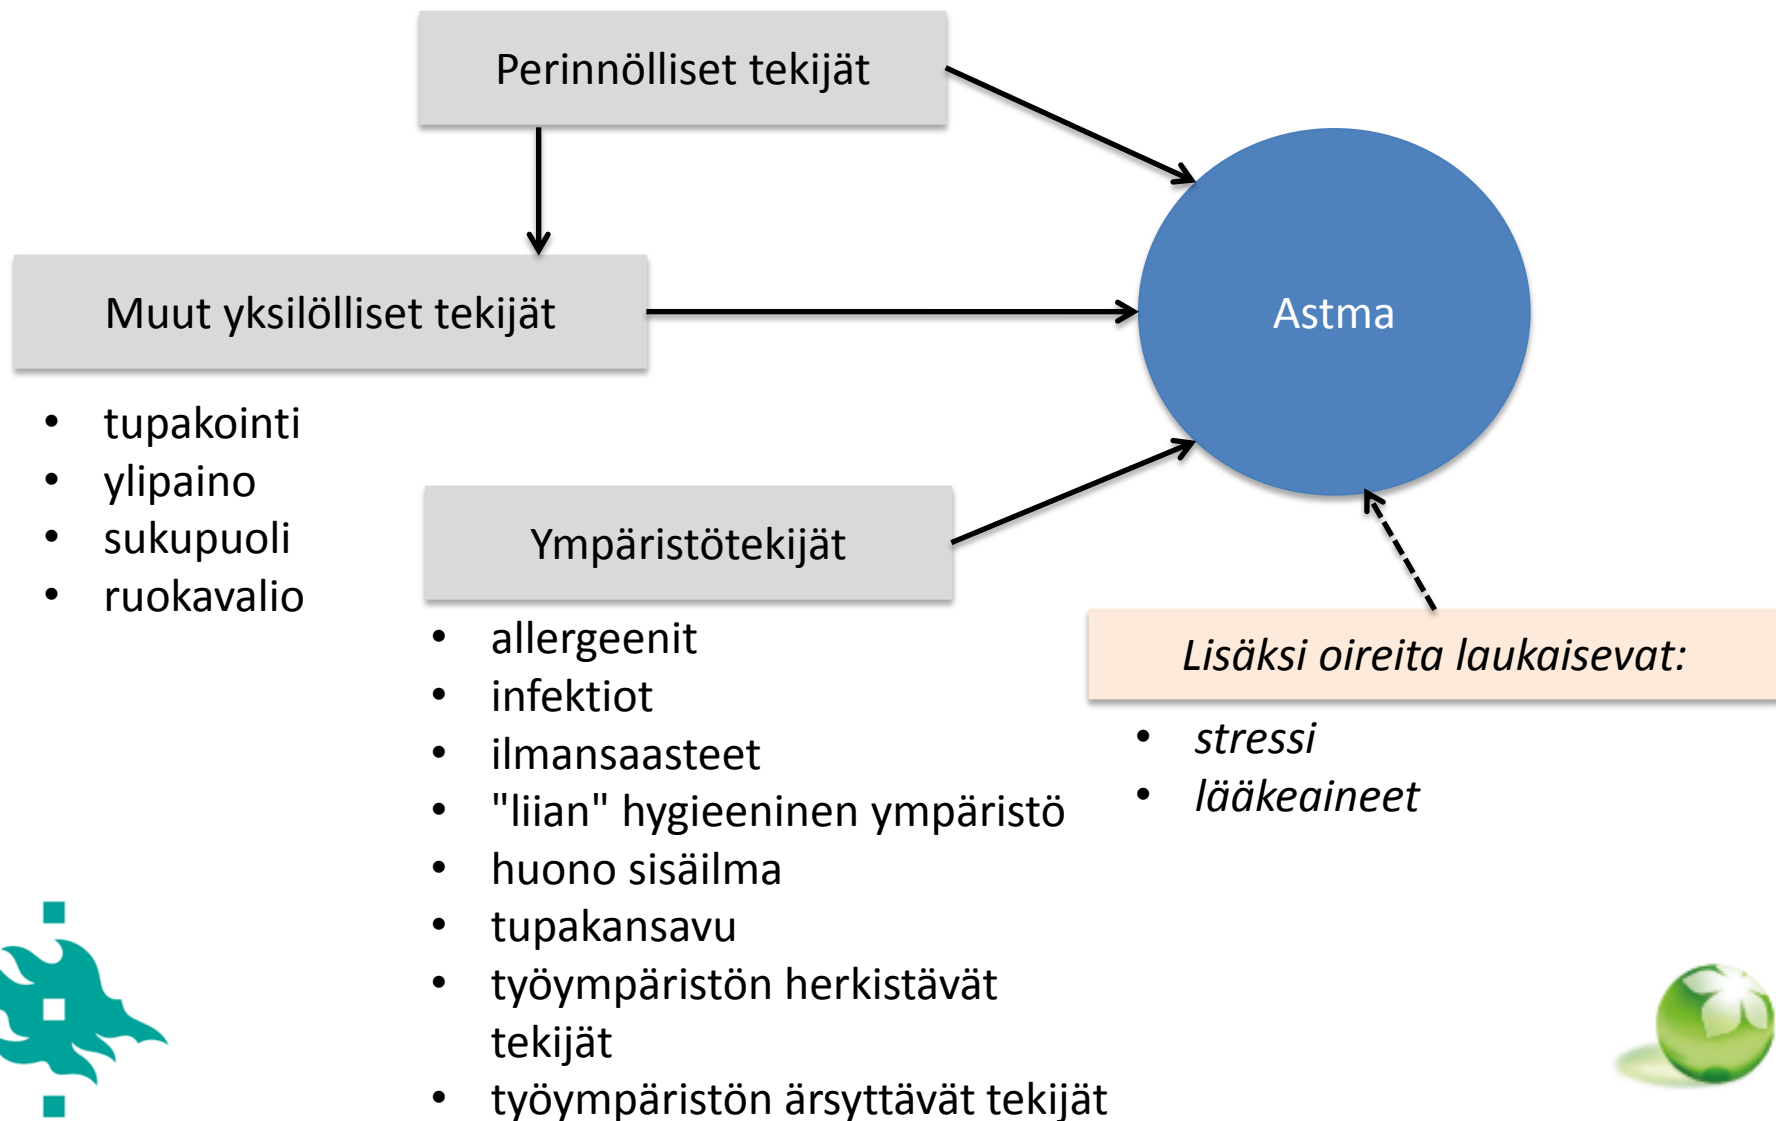 Perinnölliset tekijät
Muut yksilölliset tekijät
Astma
• tupakointi
• ylipaino
• sukupuoli
• ruokavalio
Ympäristötekijät
• allergeenit
• infektiot
• ilmansaasteet
• "liian" hygieeninen ympäristö
• huono sisäilma
• tupakansavu
• työympäristön herkistävät
tekijät
• työympäristön ärsyttävät tekijät
Lisäksi oireita laukaisevat:
• stressi
• lääkeaineet